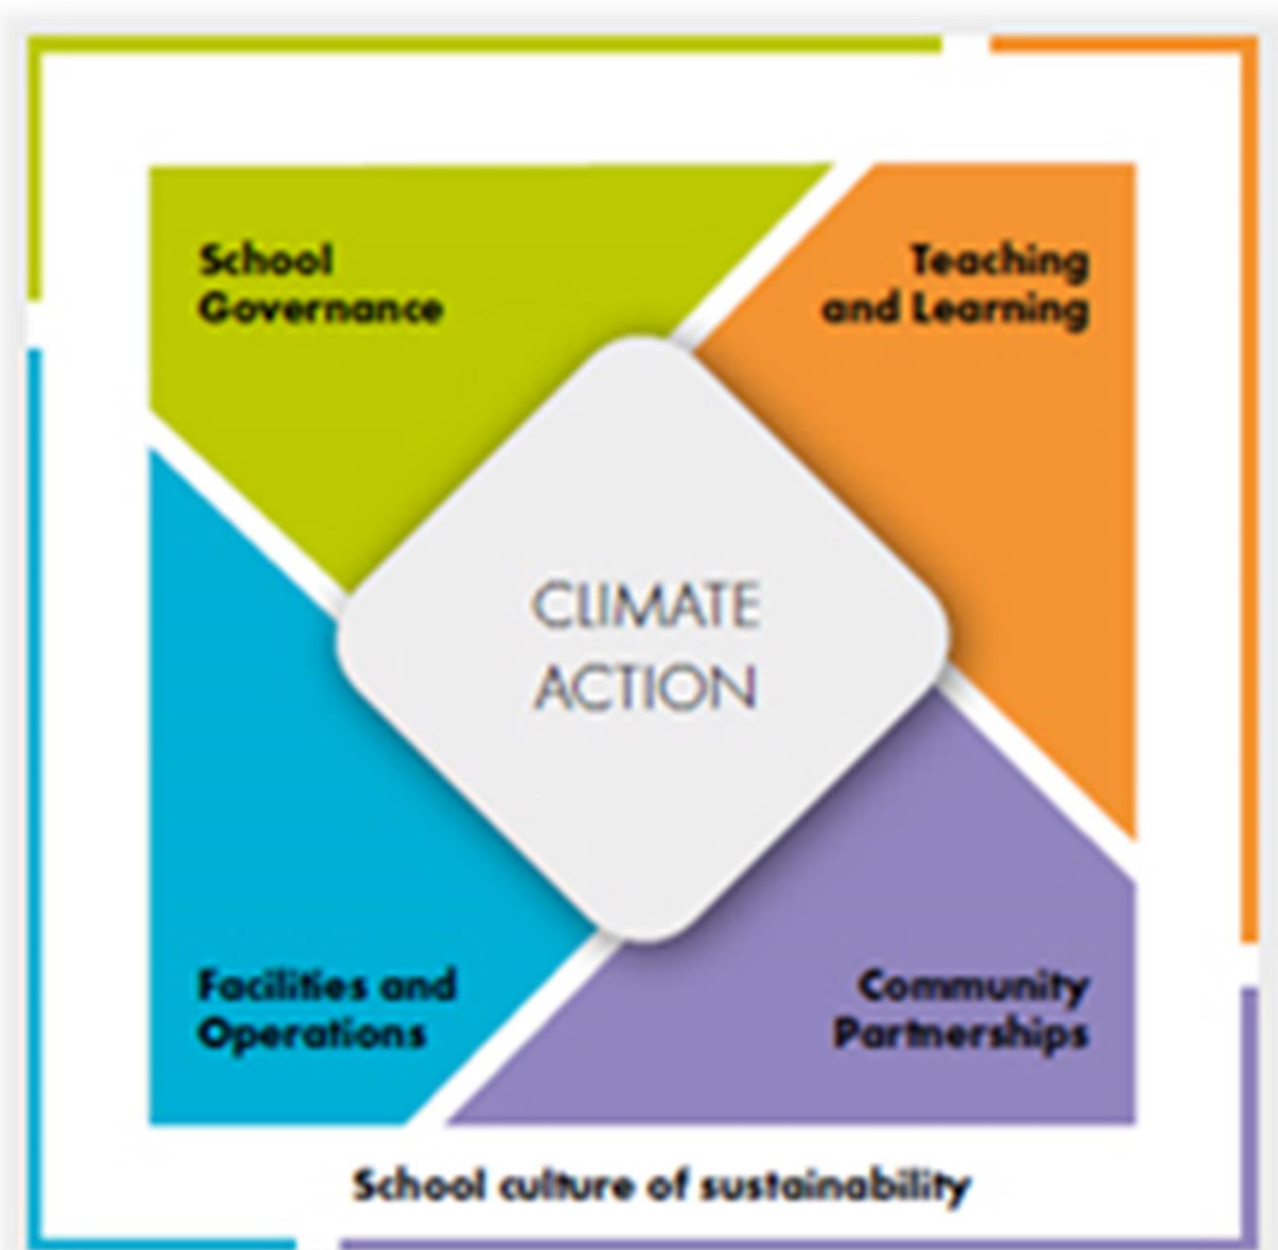 School
Governance
Teaching
and Learning
CLIMATE
ACTION
Facilities and
Operations
Community
Partnerships
School culture of sustainability